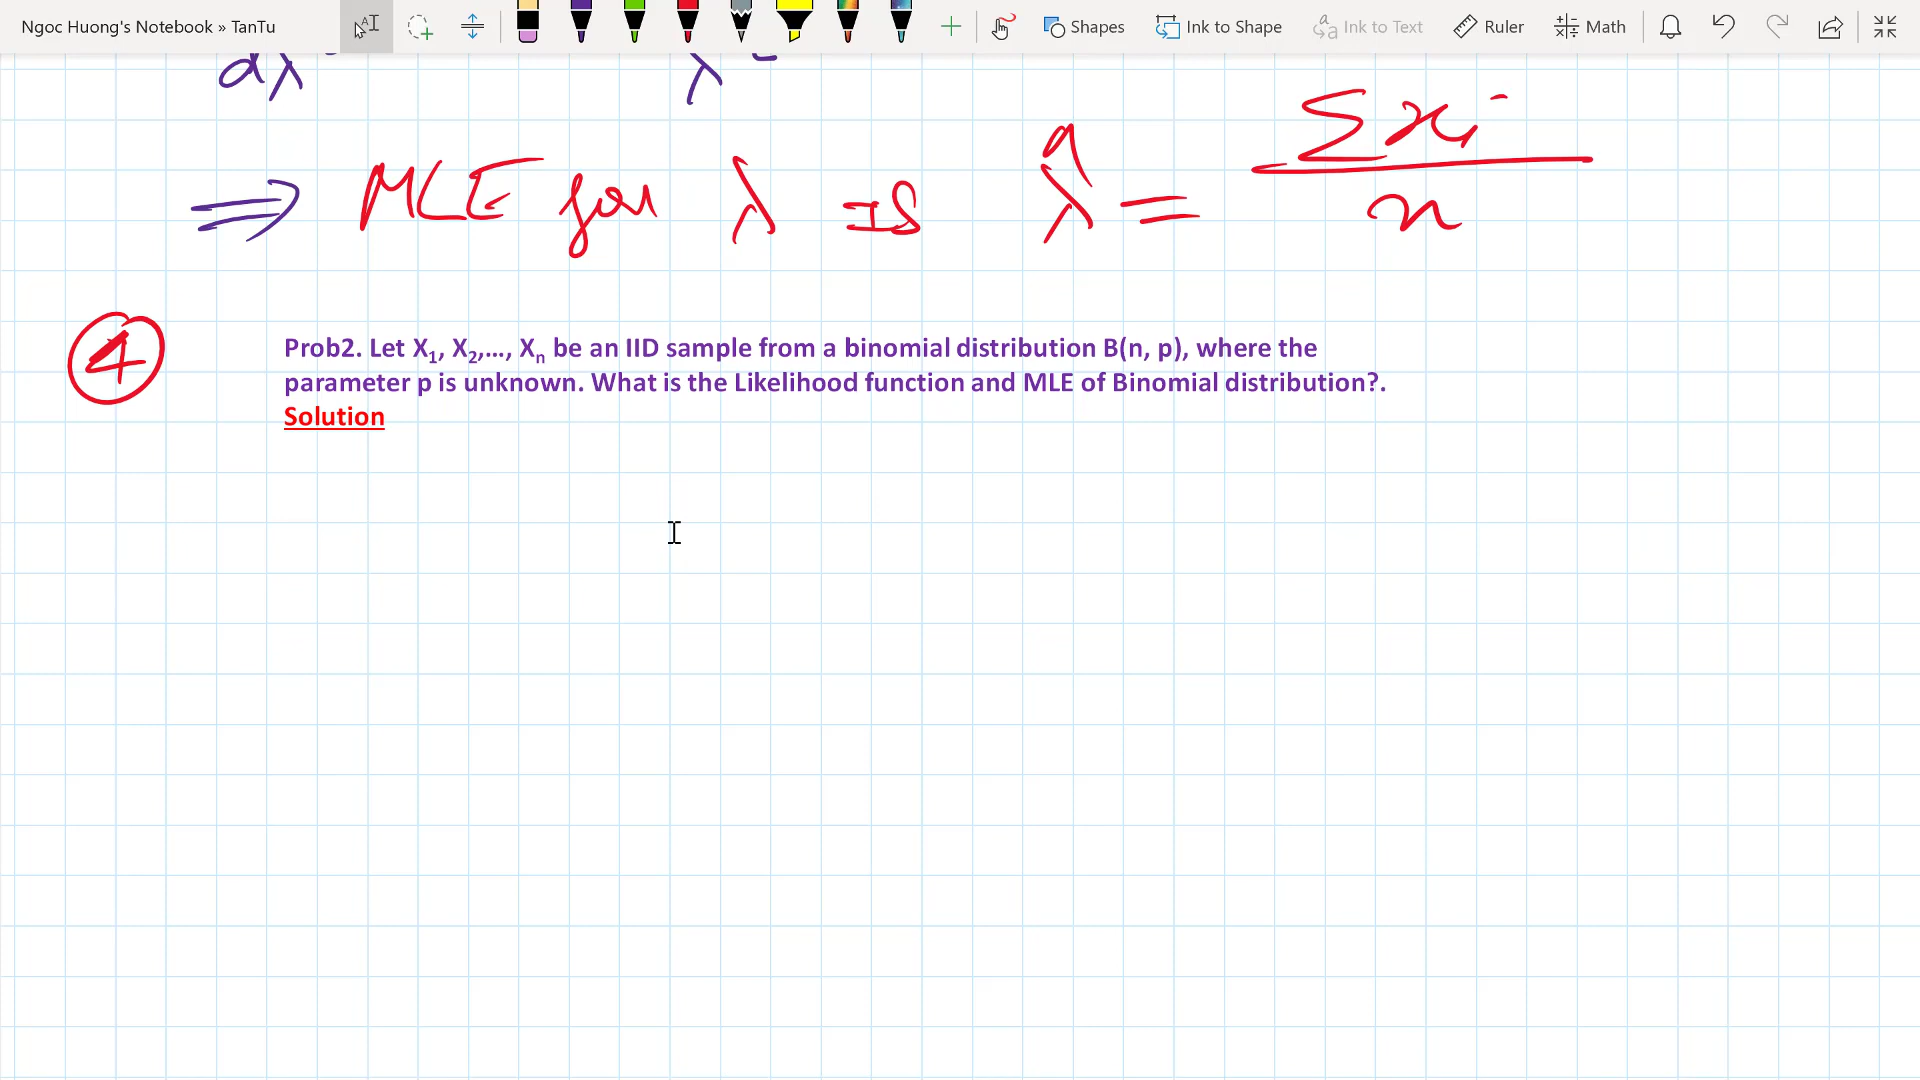 Ngoc Huong's Notebook » TanTu
Shapes
Ink to Shape
Ink to Text
Ruler
Math
dλ
λ
⇒ MLE for λ is λ̂ = Σxi / n
4
Prob2. Let X1, X2,..., Xn be an IID sample from a binomial distribution B(n, p), where the
parameter p is unknown. What is the Likelihood function and MLE of Binomial distribution?.
Solution